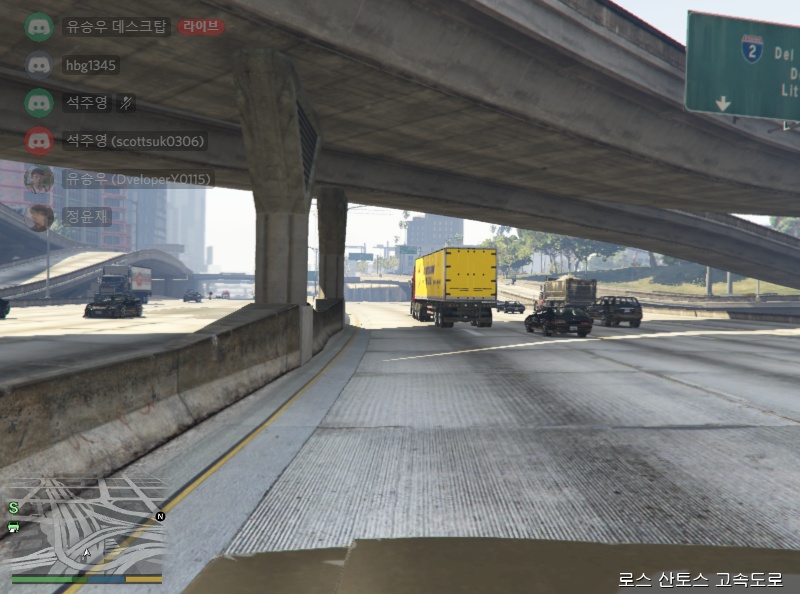 유승우 데스크탑 라이브
hbg1345
석주영
석주영 (scottsuk0306)
유승우 (DveloperY0115)
정윤재
2
Del
Lit
S
N
로스 산토스 고속도로